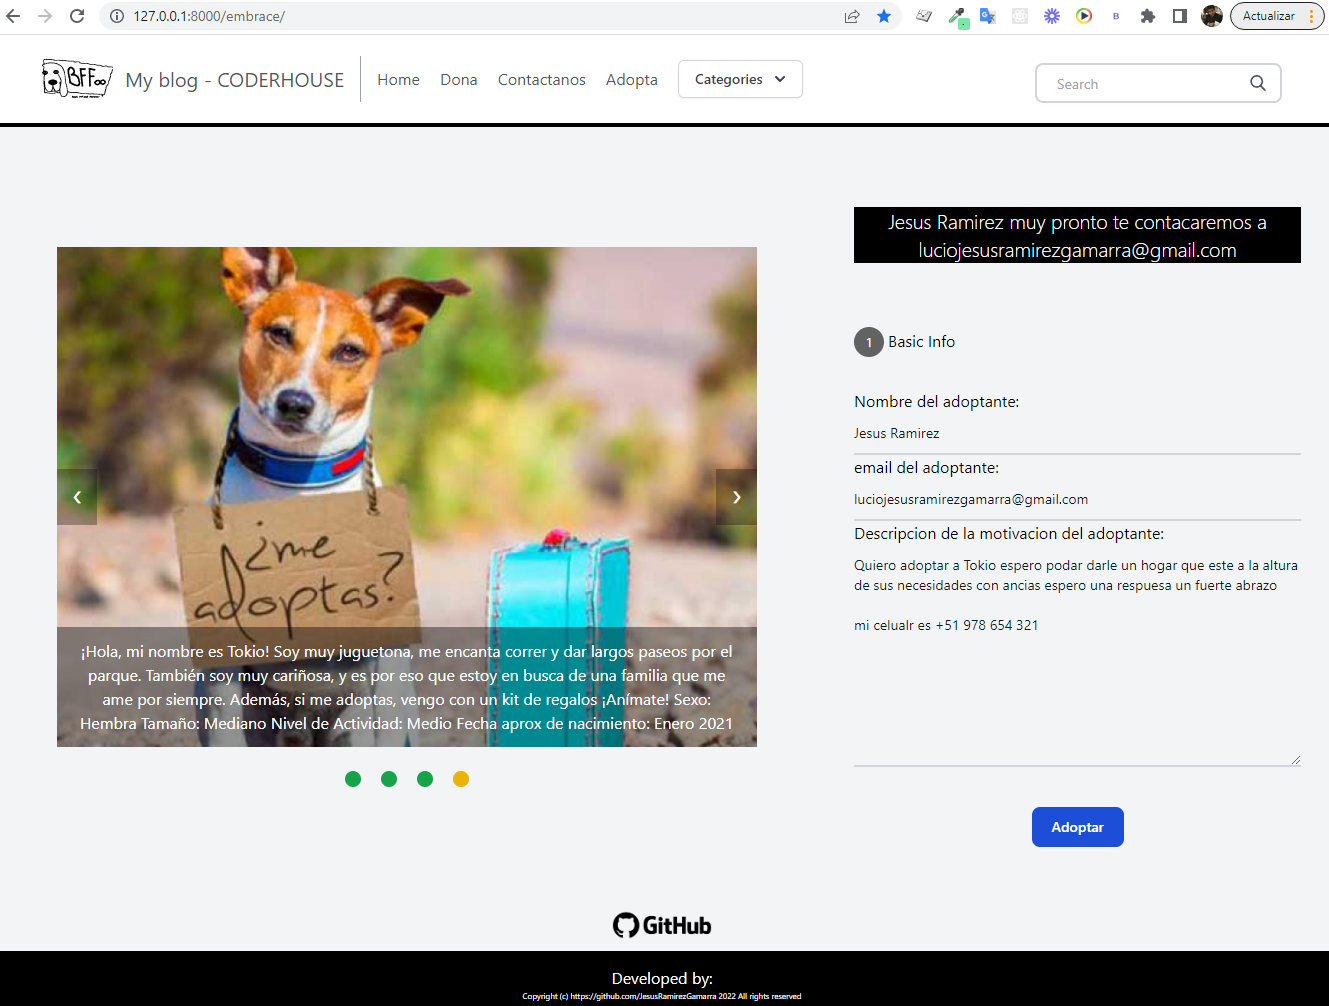 127.0.0.1:8000/embrace/
Actualizar
BFF∞
My blog - CODERHOUSE
Home
Dona
Contactanos
Adopta
Categories
Search
Jesus Ramirez muy pronto te contacaremos a
luciojesusramirezgamarra@gmail.com
¿me
adoptas?
¡Hola, mi nombre es Tokio! Soy muy juguetona, me encanta correr y dar largos paseos por el
parque. También soy muy cariñosa, y es por eso que estoy en busca de una familia que me
ame por siempre. Además, si me adoptas, vengo con un kit de regalos ¡Anímate! Sexo:
Hembra Tamaño: Mediano Nivel de Actividad: Medio Fecha aprox de nacimiento: Enero 2021
1 Basic Info
Nombre del adoptante:
Jesus Ramirez
email del adoptante:
luciojesusramirezgamarra@gmail.com
Descripcion de la motivacion del adoptante:
Quiero adoptar a Tokio espero podar darle un hogar que este a la altura
de sus necesidades con ancias espero una respuesa un fuerte abrazo
mi celualr es +51 978 654 321
Adoptar
GitHub
Developed by:
Copyright (c) https://github.com/JesusRamirezGamarra 2022 All rights reserved